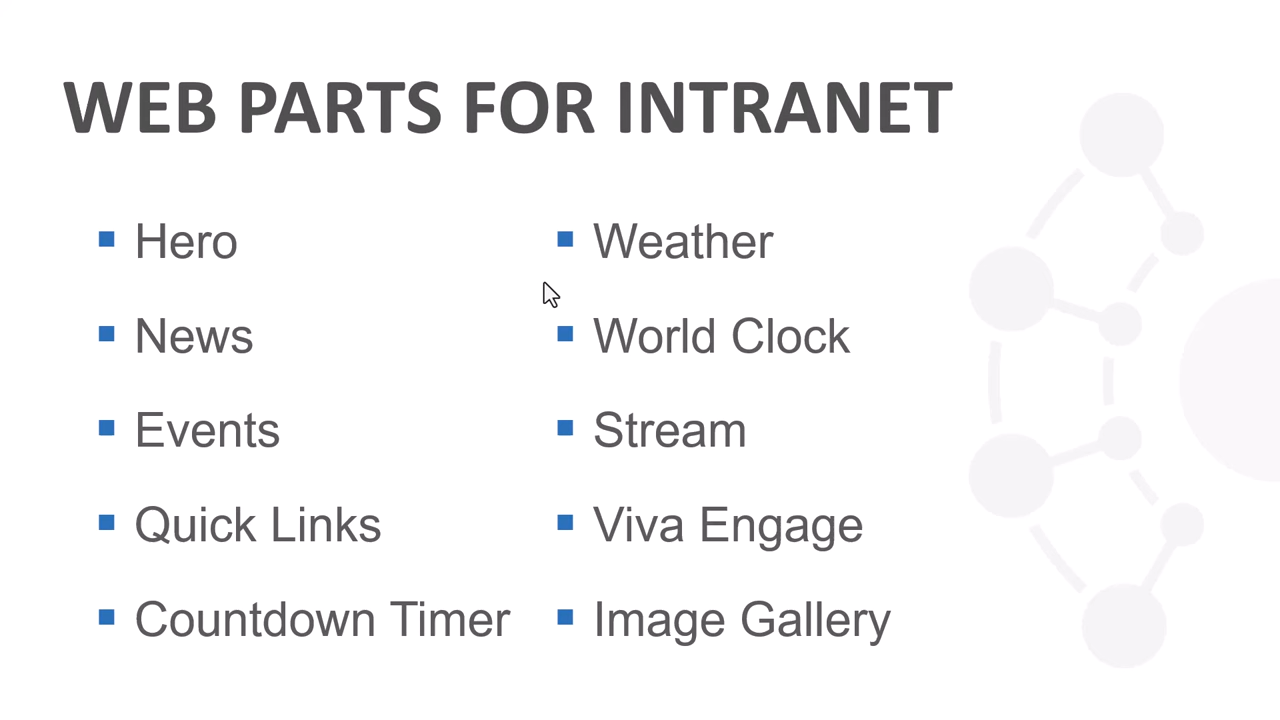 WEB PARTS FOR INTRANET
Hero
News
Events
Quick Links
Countdown Timer
Weather
World Clock
Stream
Viva Engage
Image Gallery